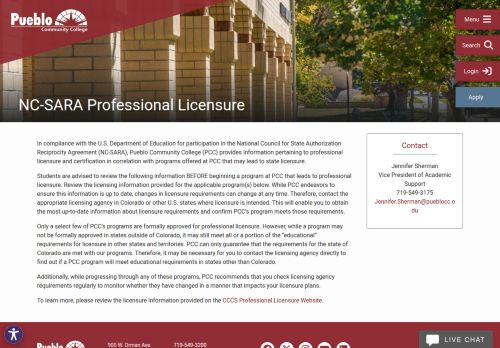 Pueblo
Community College
Menu
Search
Login
Apply
NC-SARA Professional Licensure
In compliance with the U.S. Department of Education for participation in the National Council for State Authorization
Reciprocity Agreement (NC-SARA), Pueblo Community College (PCC) provides information pertaining to professional
licensure and certification in correlation with programs offered at PCC that may lead to state licensure.
Students are advised to review the following information BEFORE beginning a program at PCC that leads to professional
licensure. Review the licensing information provided for the applicable program(s) below. While PCC endeavors to
ensure this information is up to date, changes in licensure requirements can change at any time. Therefore, contact the
appropriate licensing agency in Colorado or other U.S. states where licensure is intended. This will enable you to obtain
the most up-to-date information about licensure requirements and confirm PCC's program meets those requirements.
Only a select few of PCC's programs are formally approved for professional licensure. However, while a program may
not be formally approved in states outside of Colorado, it may still meet all or a portion of the "educational"
requirements for licensure in other states and territories. PCC can only guarantee that the requirements for the state of
Colorado are met with our programs. Therefore, it may be necessary for you to contact the licensing agency directly to
find out if a PCC program will meet educational requirements in states other than Colorado.
Additionally, while progressing through any of these programs, PCC recommends that you check licensing agency
requirements regularly to monitor whether they have changed in a manner that impacts your licensure plans.
To learn more, please review the licensure information provided on the CCCS Professional Licensure Website.
Contact
Jennifer Sherman
Vice President of Academic
Support
719-549-3175
Jennifer.Sherman@pueblocc.e
du
Pueblo
900 W. Orman Ave.
719-549-3200
LIVE CHAT